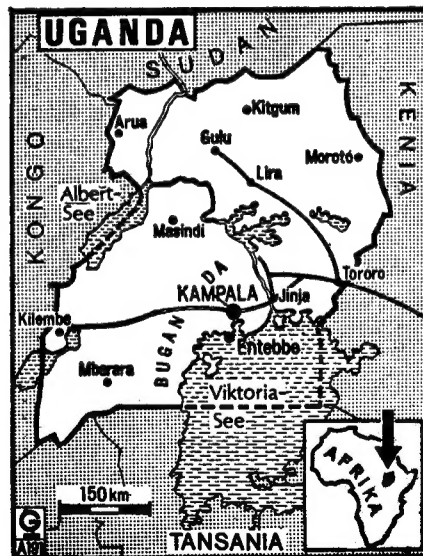 UGANDA
SUDAN
Kitgum
Arua
Gulu
Moroto
Lira
KENIA
KONGO
Albert-
See
Masindi
Tororo
KAMPALA
Jinja
Kilembe
BUGANDA
Entebbe
Mbarara
Viktoria-
See
AFRIKA
150 km
G
TANSANIA